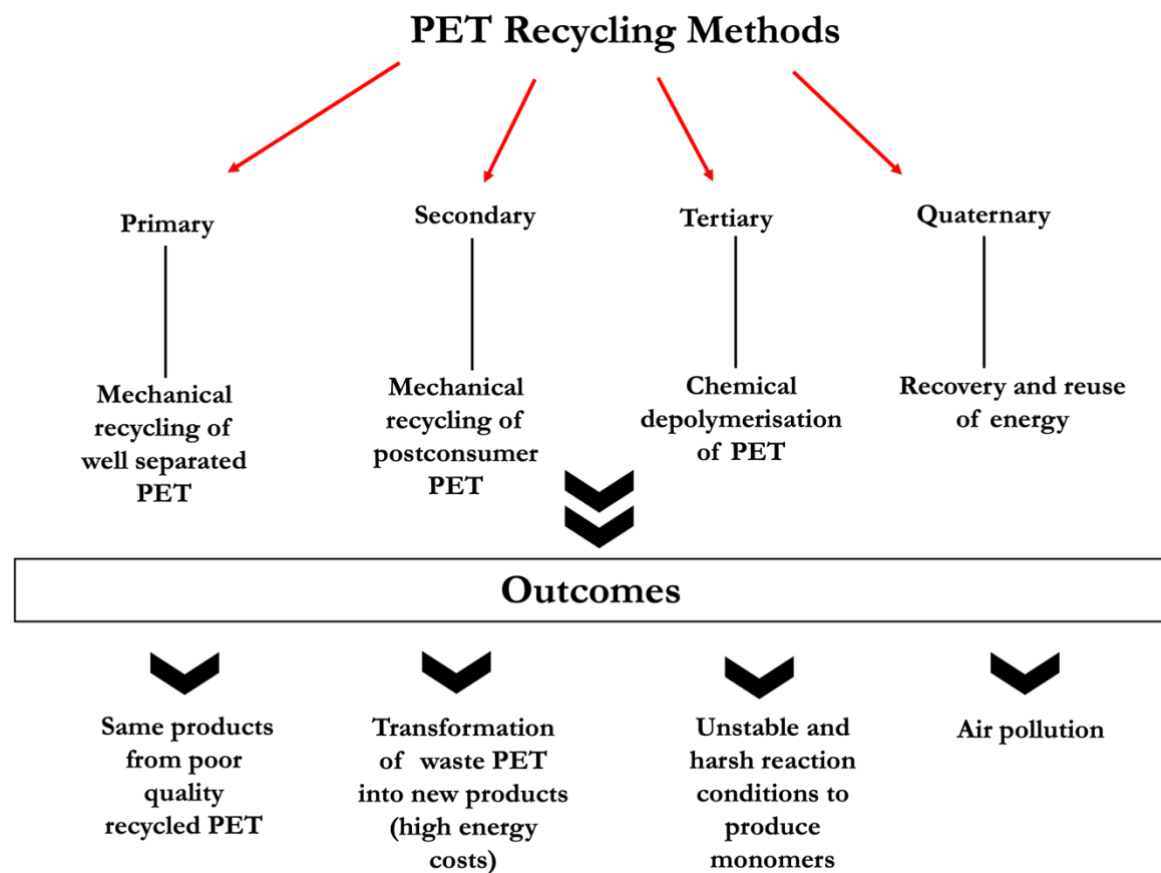 PET Recycling Methods
Primary
Secondary
Tertiary
Quaternary
Mechanical
recycling of
well separated
PET
Mechanical
recycling of
postconsumer
PET
Chemical
depolymerisation
of PET
Recovery and reuse
of energy
Outcomes
Same products
from poor
quality
recycled PET
Transformation
of waste PET
into new products
(high energy
costs)
Unstable and
harsh reaction
conditions to
produce
monomers
Air pollution